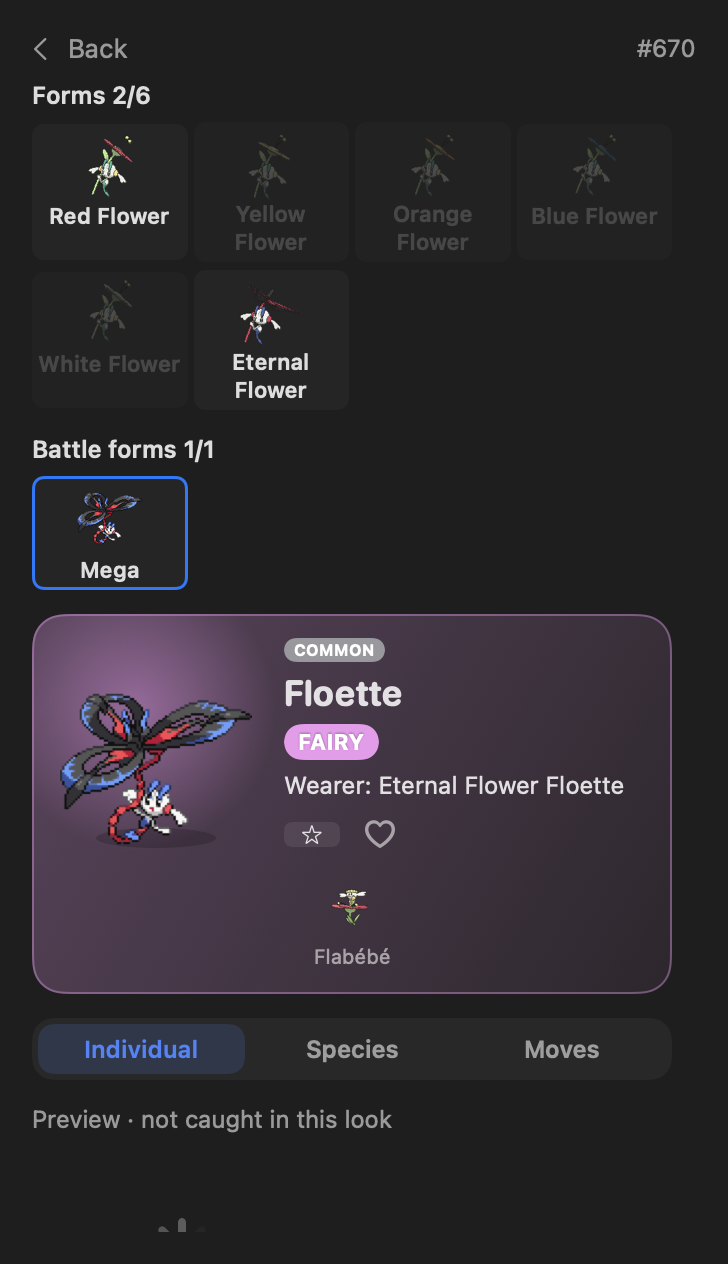 Back
#670
Forms 2/6
Red Flower
Yellow
Flower
Orange
Flower
Blue Flower
White Flower
Eternal
Flower
Battle forms 1/1
Mega
COMMON
Floette
FAIRY
Wearer: Eternal Flower Floette
Flabébé
Individual
Species
Moves
Preview · not caught in this look